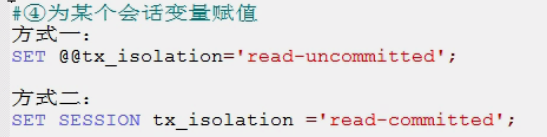 #④为某个会话变量赋值
方式一：
SET @@tx_isolation='read-uncommitted';
方式二：
SET SESSION tx_isolation ='read-committed';